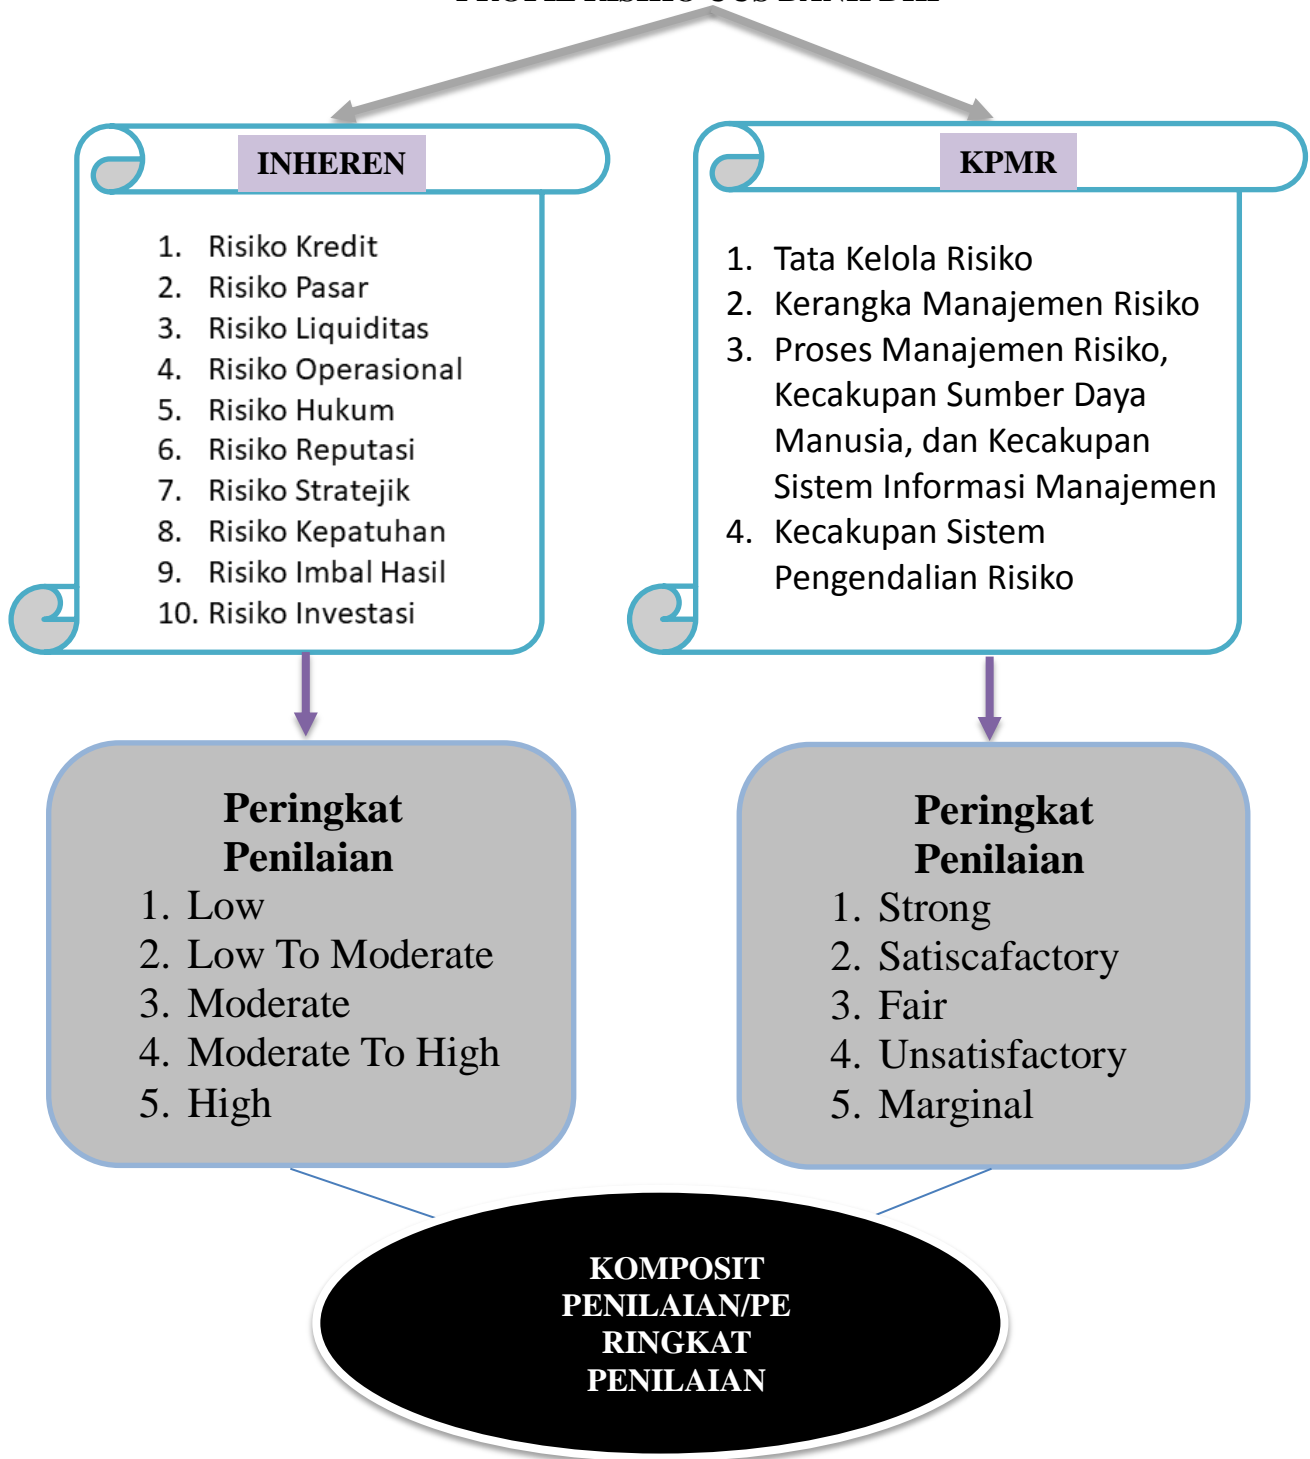 INHEREN
1. Risiko Kredit
2. Risiko Pasar
3. Risiko Liquiditas
4. Risiko Operasional
5. Risiko Hukum
6. Risiko Reputasi
7. Risiko Stratejik
8. Risiko Kepatuhan
9. Risiko Imbal Hasil
10. Risiko Investasi
KPMR
1. Tata Kelola Risiko
2. Kerangka Manajemen Risiko
3. Proses Manajemen Risiko,
Kecakupan Sumber Daya
Manusia, dan Kecakupan
Sistem Informasi Manajemen
4. Kecakupan Sistem
Pengendalian Risiko
Peringkat
Penilaian
1. Low
2. Low To Moderate
3. Moderate
4. Moderate To High
5. High
Peringkat
Penilaian
1. Strong
2. Satiscafactory
3. Fair
4. Unsatisfactory
5. Marginal
KOMPOSIT
PENILAIAN/PE
RINGKAT
PENILAIAN